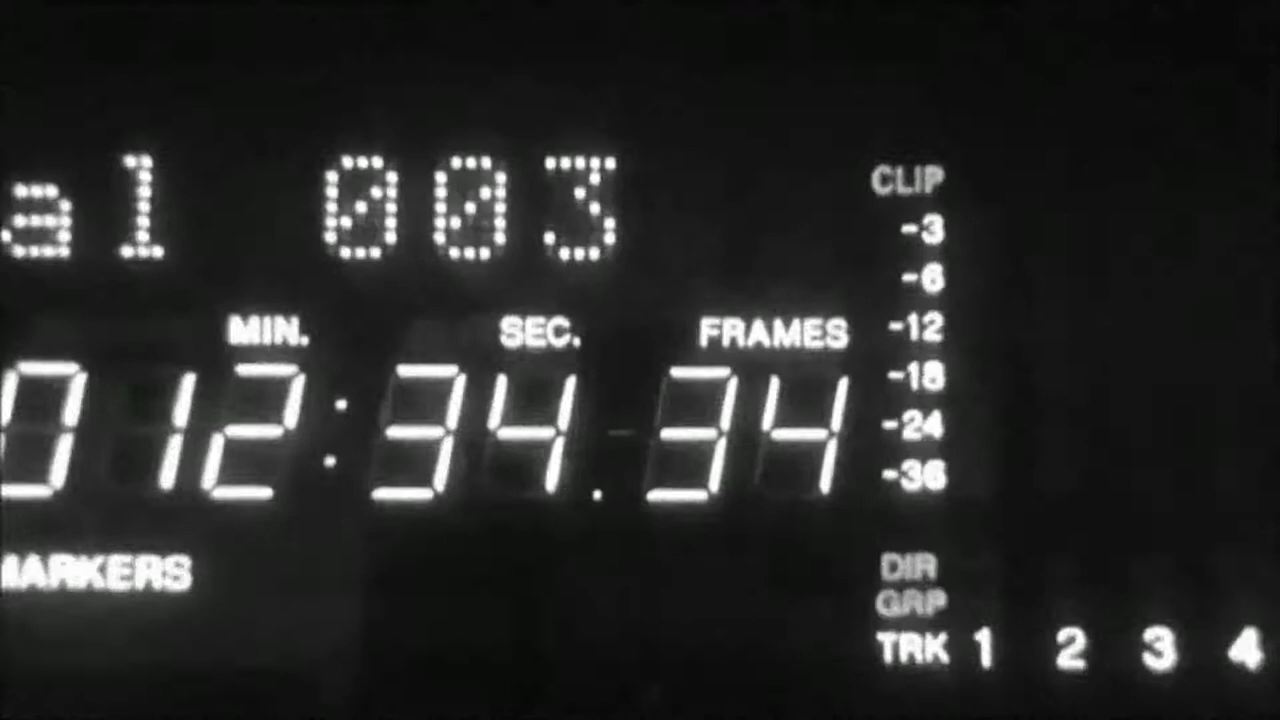 al 003
CLIP
-3
-6
MIN. SEC. FRAMES -12
012:34.34
-18
-24
-36
MARKERS
DIR
GRP
TRK 1 2 3 4